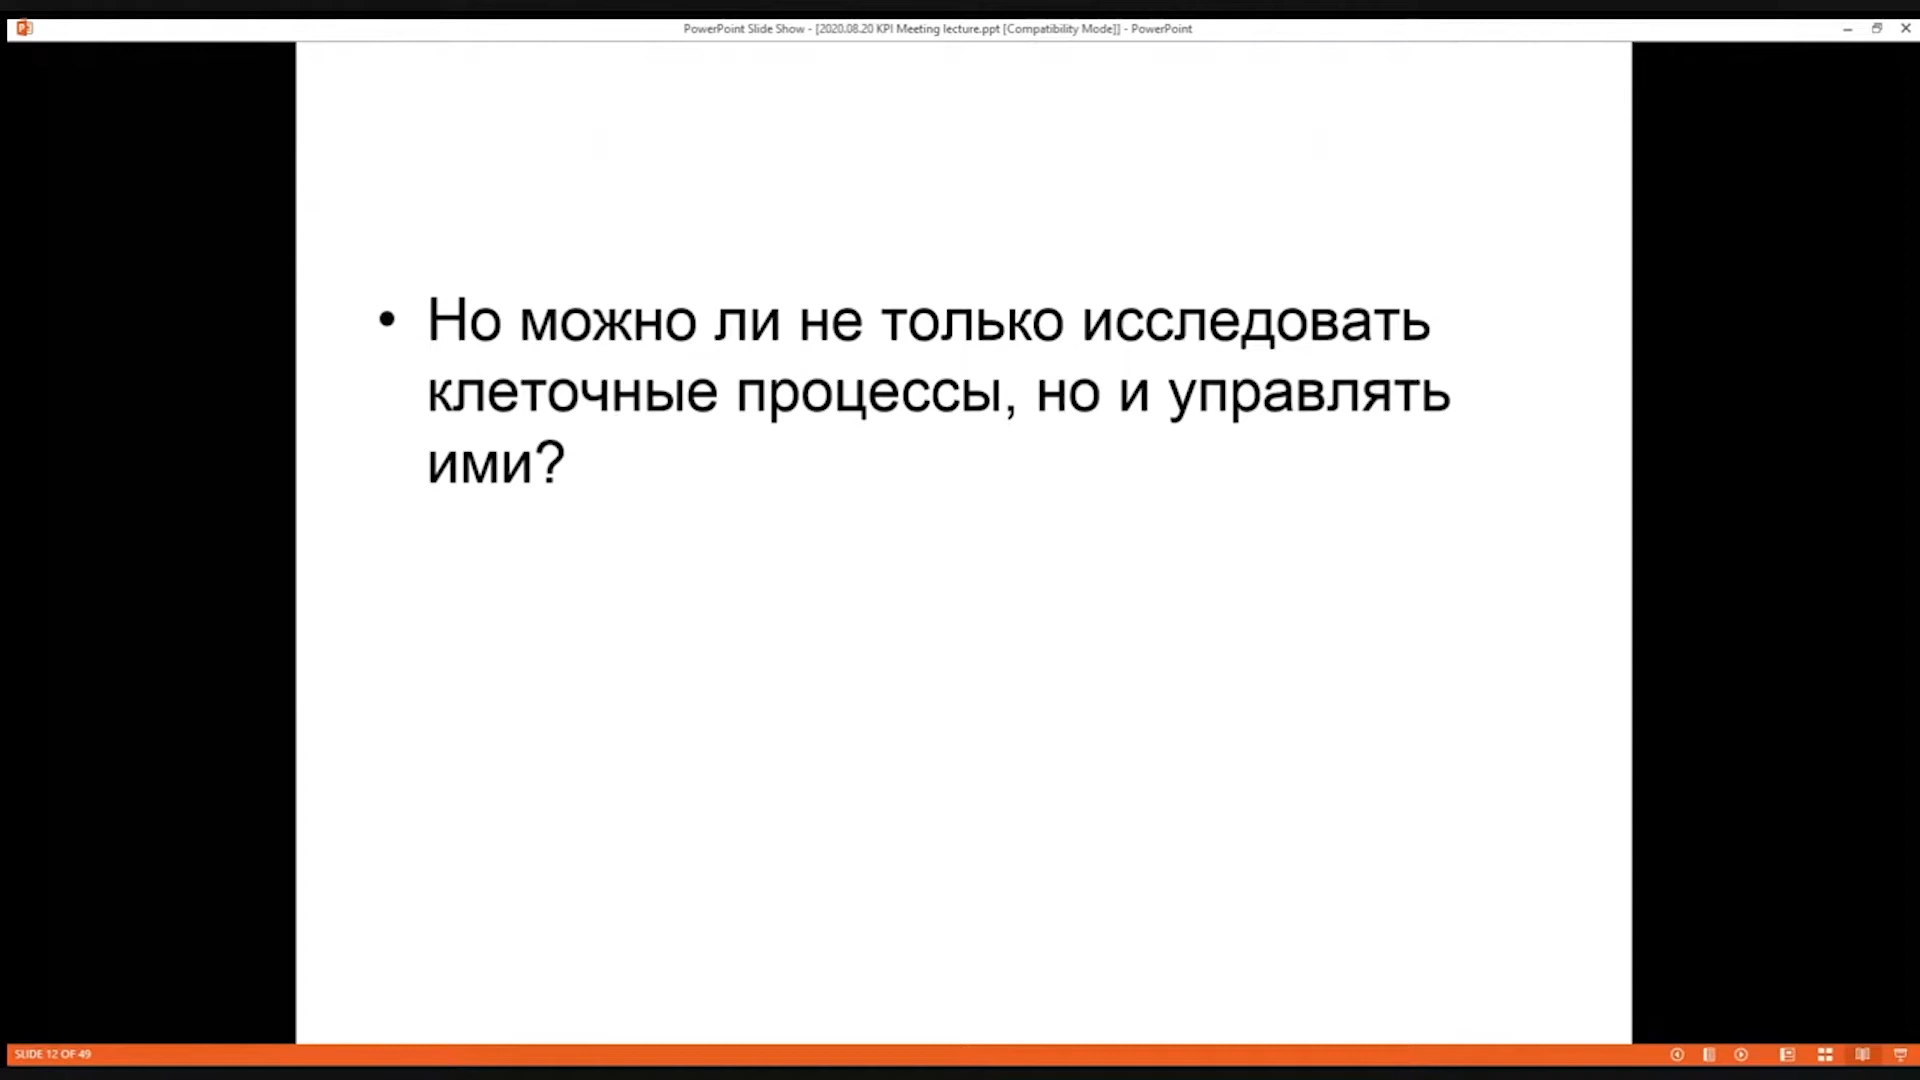 PowerPoint Slide Show - [2020.08.20 KPI Meeting lecture.ppt [Compatibility Mode]] - PowerPoint
• Но можно ли не только исследовать
клеточные процессы, но и управлять
ими?
SLIDE 12 OF 49